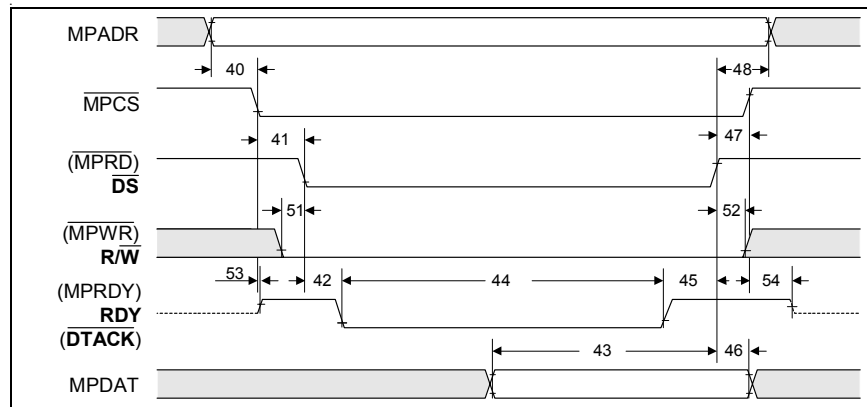 MPADR
40
48
MPCS
41
47
(MPRD)
DS
51
52
(MPWR)
R/W
53
42
44
45
54
(MPRDY)
RDY
(DTACK)
43
46
MPDAT